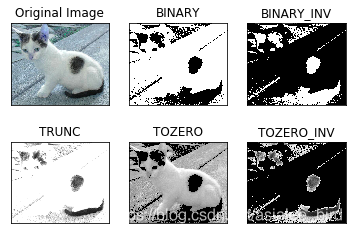 Original Image
BINARY
BINARY_INV
TRUNC
TOZERO
TOZERO_INV